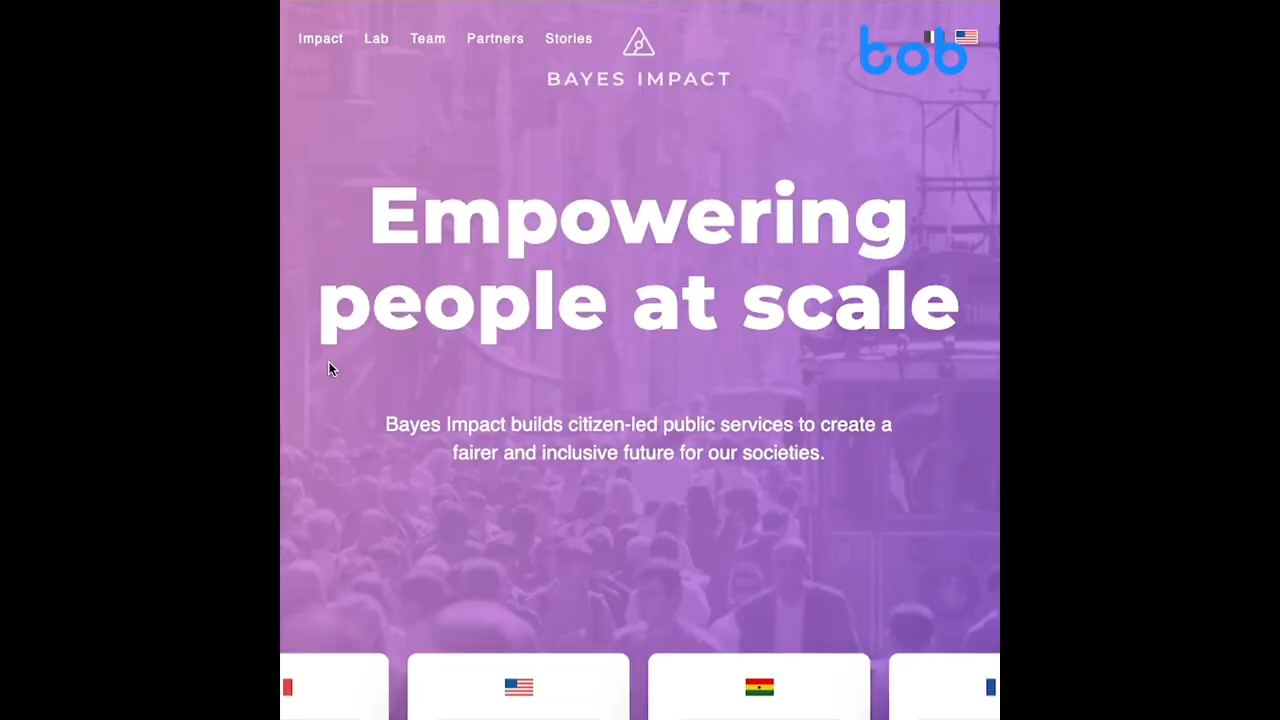 Impact Lab Team Partners Stories
bob
BAYES IMPACT
Empowering
people at scale
Bayes Impact builds citizen-led public services to create a
fairer and inclusive future for our societies.